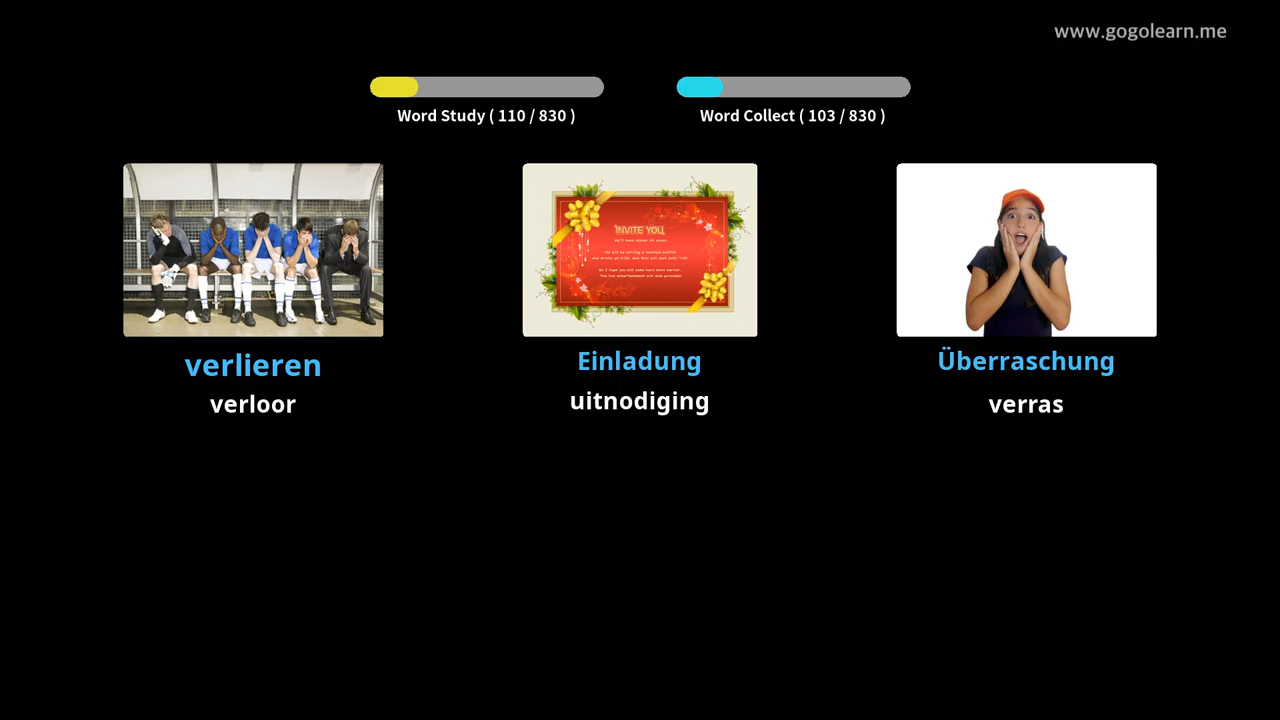 www.gogolearn.me
Word Study ( 110 / 830 )
Word Collect ( 103 / 830 )
INVITE YOU
verlieren
Einladung
Überraschung
verloor
uitnodiging
verras